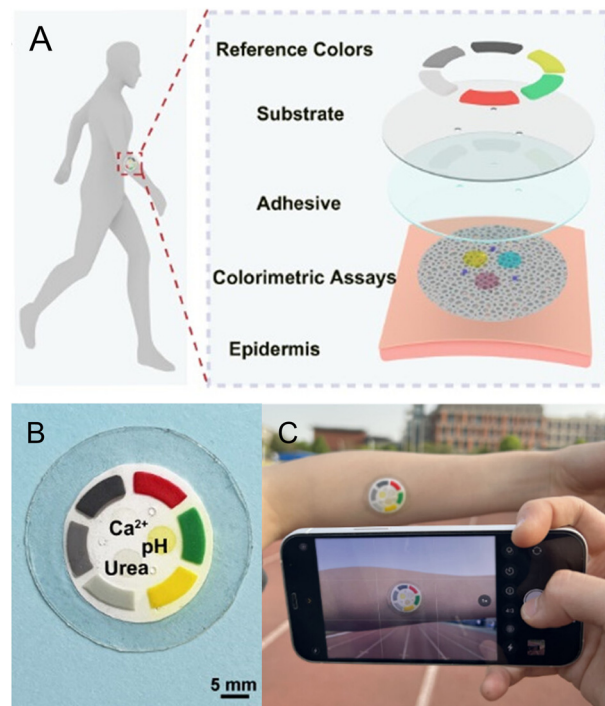 A
Reference Colors
Substrate
Adhesive
Colorimetric Assays
Epidermis
B
Ca²⁺
pH
Urea
5 mm
C